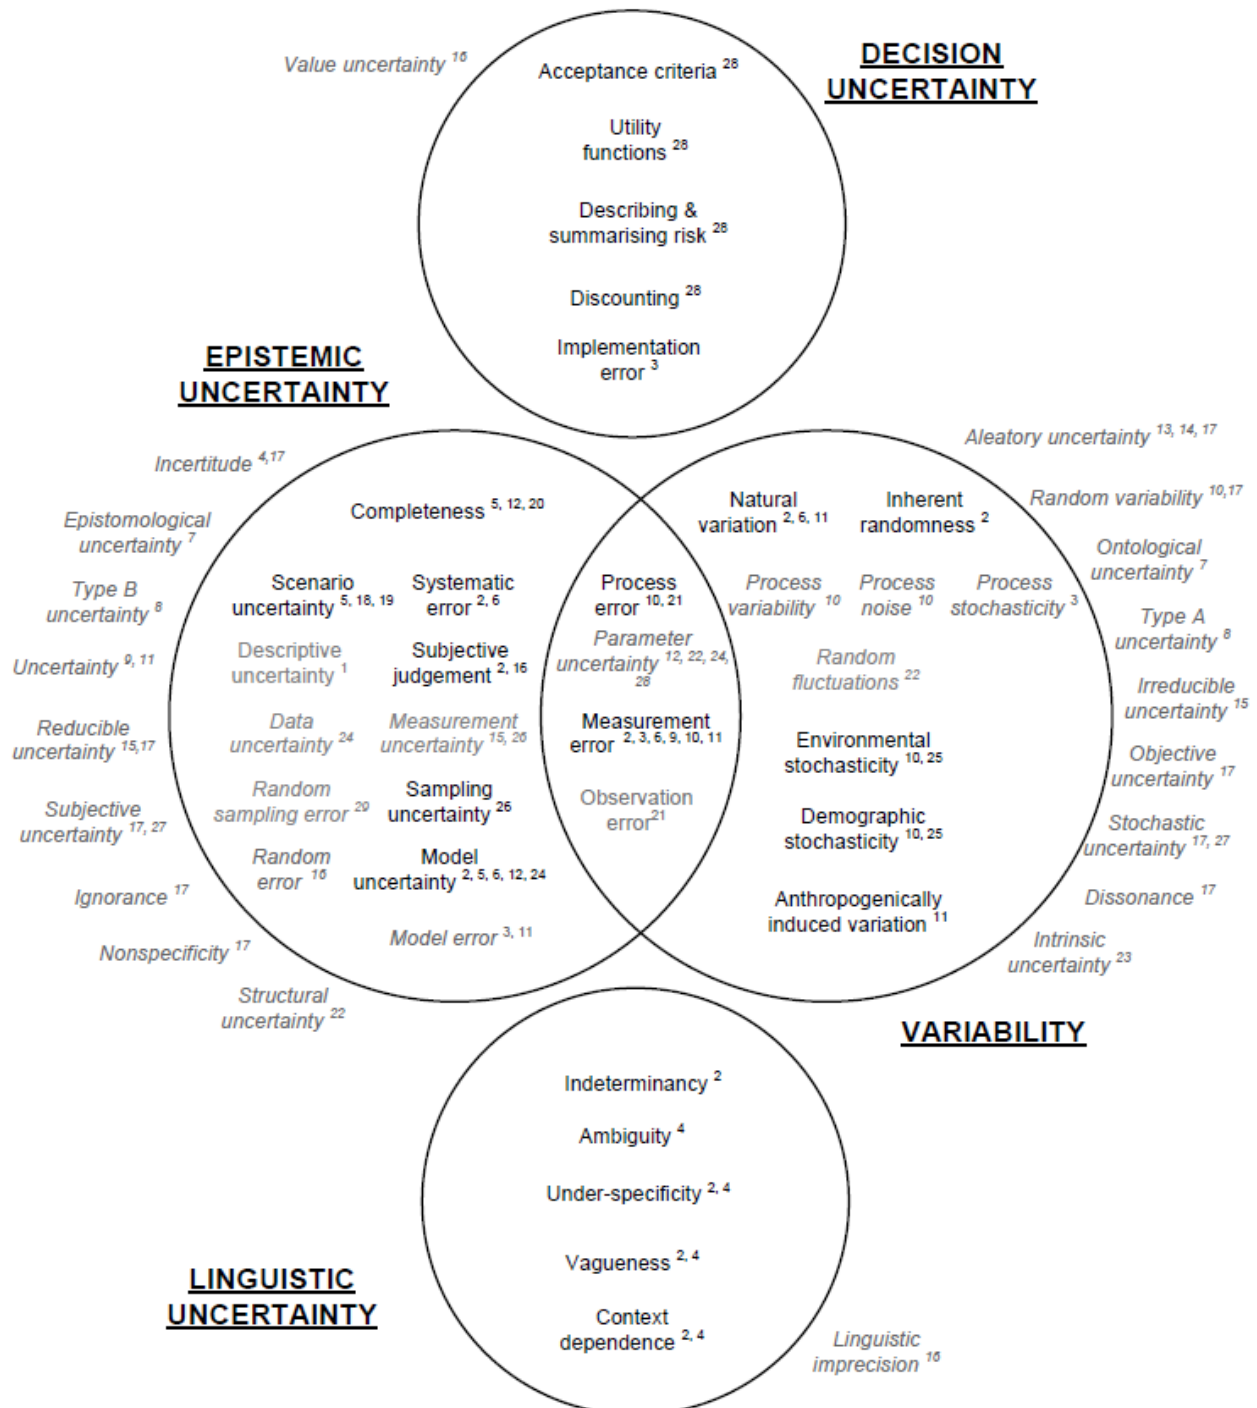 Value uncertainty 16
DECISION
UNCERTAINTY
Acceptance criteria 28
Utility
functions 28
Describing &
summarising risk 28
Discounting 28
Implementation
error 3
EPISTEMIC
UNCERTAINTY
Incertitude 4,17
Epistomological
uncertainty 7
Type B
uncertainty 8
Uncertainty 9, 11
Reducible
uncertainty 15,17
Subjective
uncertainty 17, 27
Ignorance 17
Nonspecificity 17
Structural
uncertainty 22
Completeness 5, 12, 20
Scenario
uncertainty 5, 18, 19
Systematic
error 2, 6
Descriptive
uncertainty 1
Subjective
judgement 2, 16
Data
uncertainty 24
Measurement
uncertainty 15, 26
Random
sampling error 29
Sampling
uncertainty 26
Random
error 16
Model
uncertainty 2, 5, 6, 12, 24
Model error 3, 11
Process
error 10, 21
Parameter
uncertainty 12, 22, 24,
28
Measurement
error 2, 3, 6, 9, 10, 11
Observation
error21
Natural
variation 2, 6, 11
Inherent
randomness 2
Process
variability 10
Process
noise 10
Process
stochasticity 3
Random
fluctuations 22
Environmental
stochasticity 10, 25
Demographic
stochasticity 10, 25
Anthropogenically
induced variation 11
Aleatory uncertainty 13, 14, 17
Random variability 10,17
Ontological
uncertainty 7
Type A
uncertainty 8
Irreducible
uncertainty 15
Objective
uncertainty 17
Stochastic
uncertainty 17, 27
Dissonance 17
Intrinsic
uncertainty 23
VARIABILITY
Indeterminancy 2
Ambiguity 4
Under-specificity 2, 4
Vagueness 2, 4
Context
dependence 2, 4
LINGUISTIC
UNCERTAINTY
Linguistic
imprecision 16